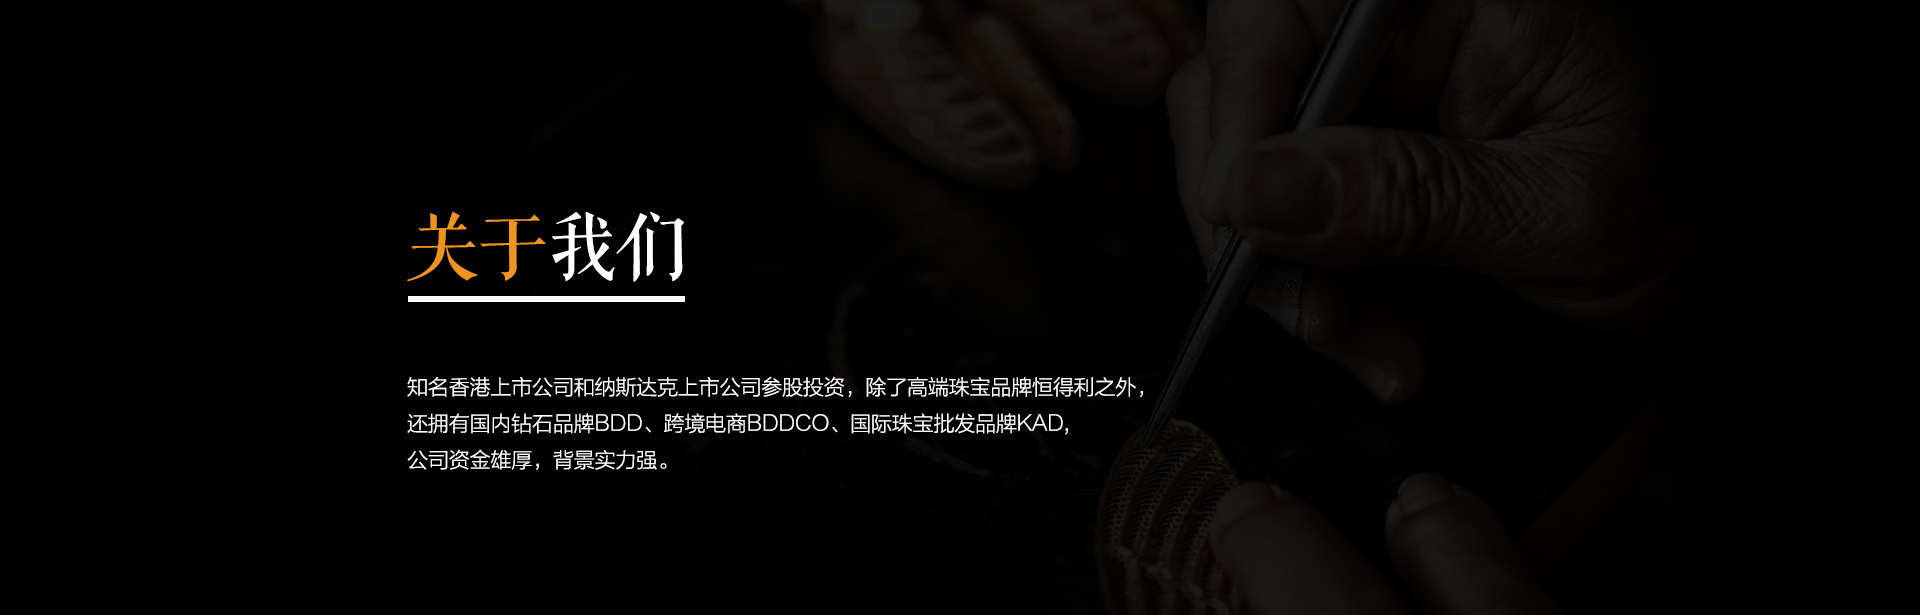 关于我们
知名香港上市公司和纳斯达克上市公司参股投资，除了高端珠宝品牌恒得利之外，
还拥有国内钻石品牌BDD、跨境电商BDDCO、国际珠宝批发品牌KAD，
公司资金雄厚，背景实力强。